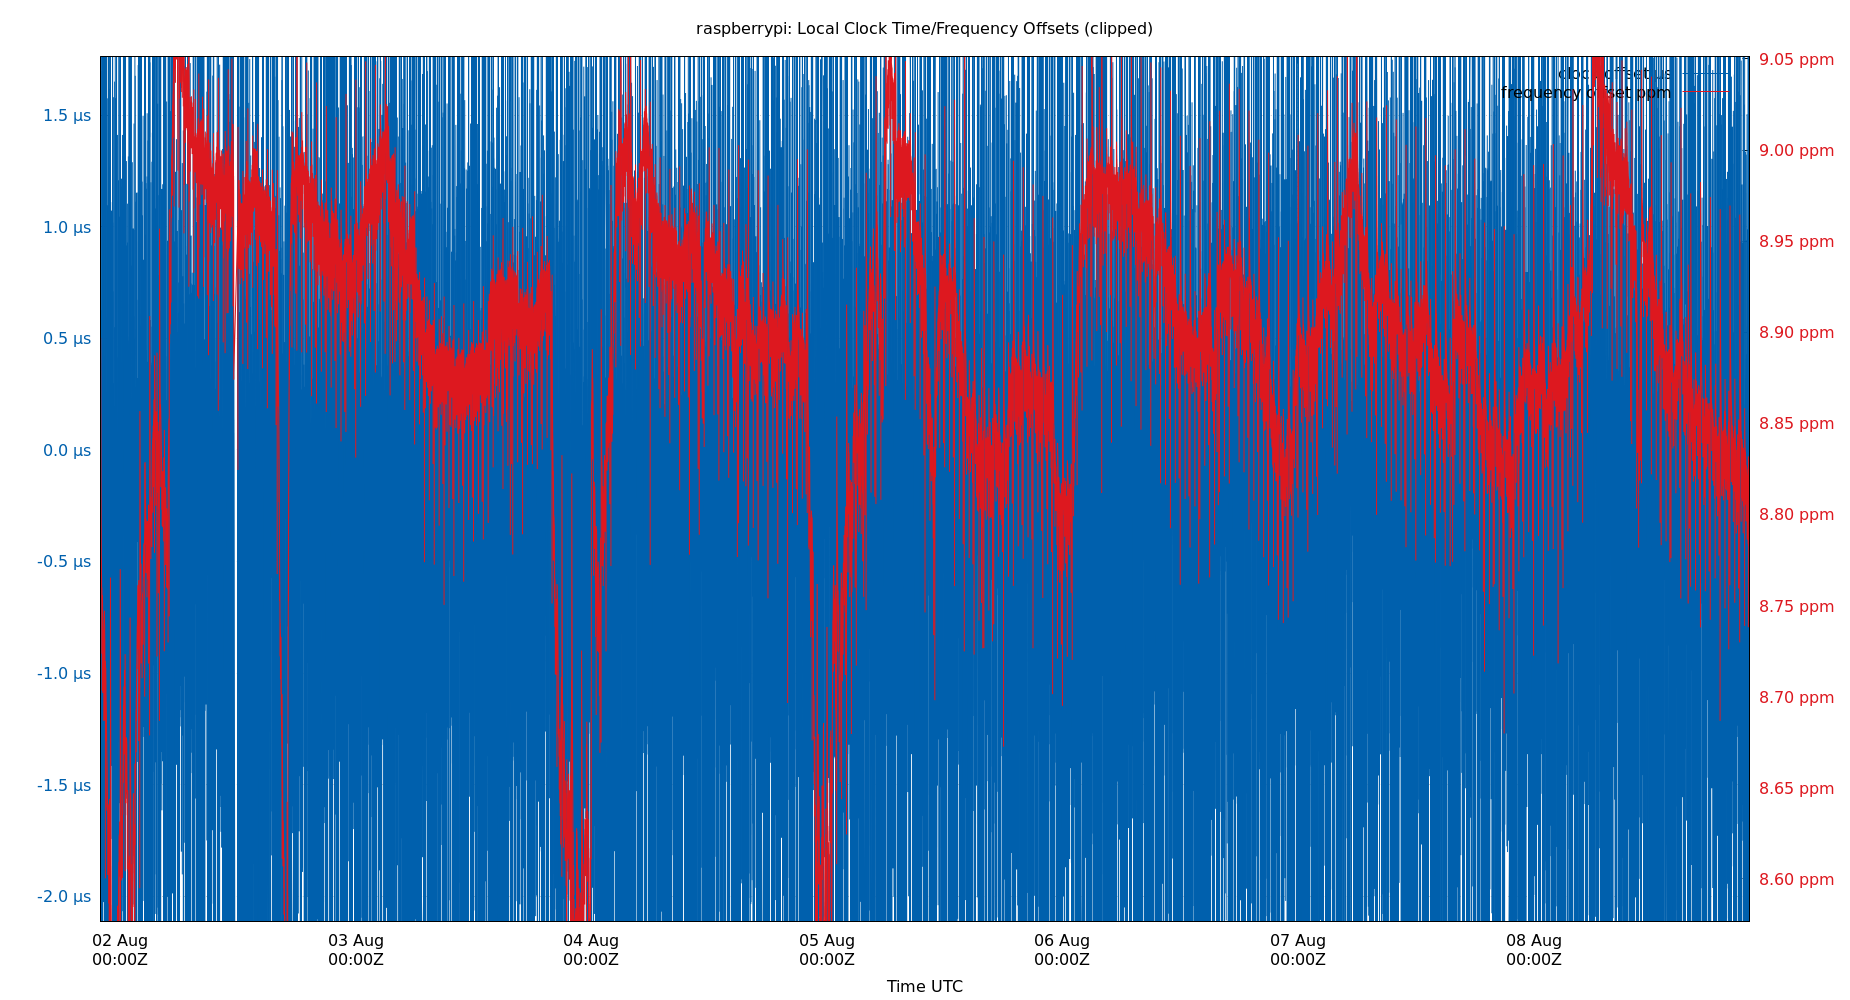 raspberrypi: Local Clock Time/Frequency Offsets (clipped)
clock offset us
frequency offset ppm
1.5 µs
1.0 µs
0.5 µs
0.0 µs
-0.5 µs
-1.0 µs
-1.5 µs
-2.0 µs
9.05 ppm
9.00 ppm
8.95 ppm
8.90 ppm
8.85 ppm
8.80 ppm
8.75 ppm
8.70 ppm
8.65 ppm
8.60 ppm
02 Aug 03 Aug 04 Aug 05 Aug 06 Aug 07 Aug 08 Aug
00:00Z 00:00Z 00:00Z 00:00Z 00:00Z 00:00Z 00:00Z
Time UTC